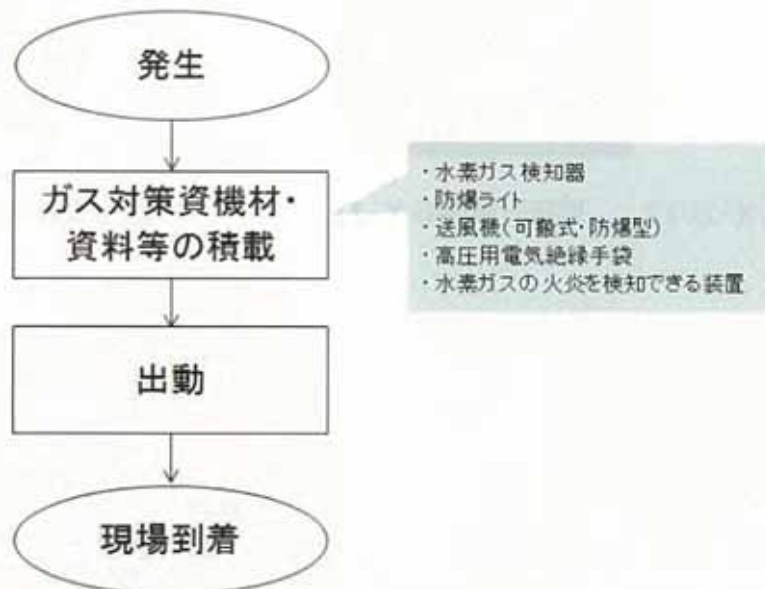 発生
ガス対策資機材・
資料等の積載
・水素ガス検知器
・防爆ライト
・送風機(可搬式・防爆型)
・高圧用電気絶縁手袋
・水素ガスの火炎を検知できる装置
出動
現場到着